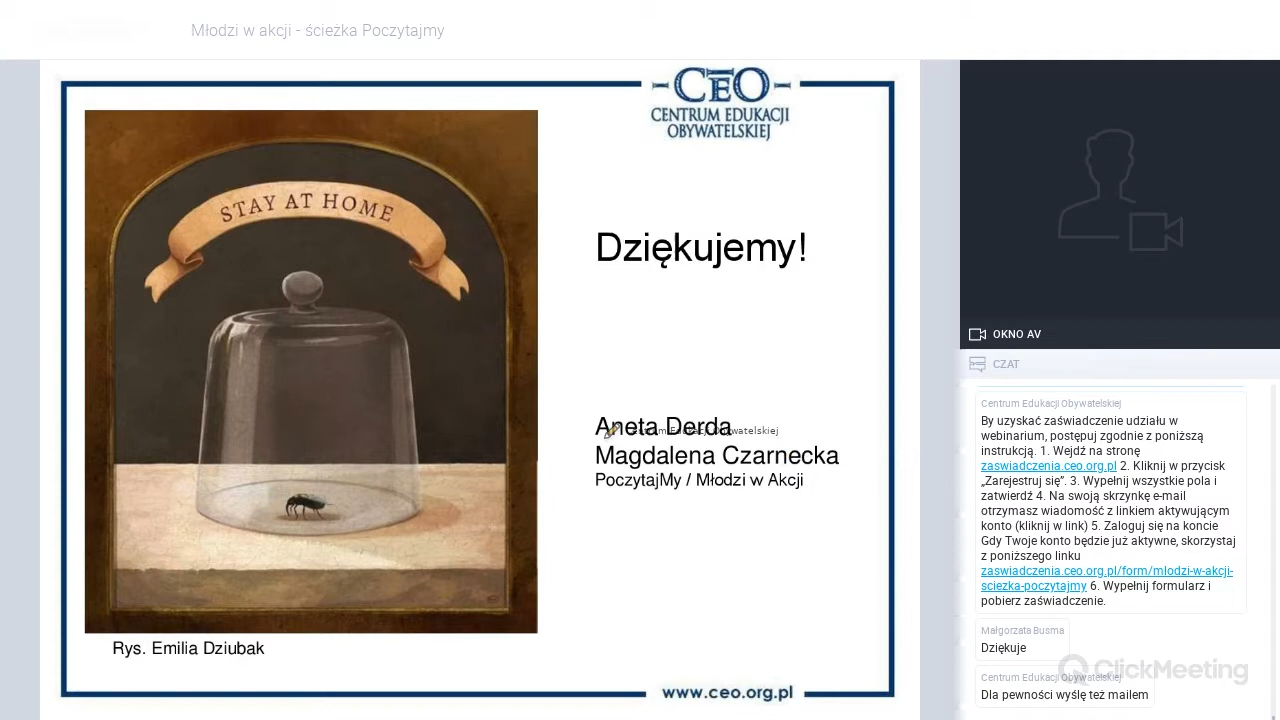 Młodzi w akcji - ścieżka Poczytajmy
CEO
CENTRUM EDUKACJI
OBYWATELSKIEJ
STAY AT HOME
Dziękujemy!
Aneta Derda
Magdalena Czarnecka
PoczytajMy / Młodzi w Akcji
Rys. Emilia Dziubak
www.ceo.org.pl
OKNO AV
CZAT
Centrum Edukacji Obywatelskiej
By uzyskać zaświadczenie udziału w
webinarium, postępuj zgodnie z poniższą
instrukcją. 1. Wejdź na stronę
zaswiadczenia.ceo.org.pl 2. Kliknij w przycisk
„Zarejestruj się”. 3. Wypełnij wszystkie pola i
zatwierdź 4. Na swoją skrzynkę e-mail
otrzymasz wiadomość z linkiem aktywującym
konto (kliknij w link) 5. Zaloguj się na koncie
Gdy Twoje konto będzie już aktywne, skorzystaj
z poniższego linku
zaswiadczenia.ceo.org.pl/form/mlodzi-w-akcji-
sciezka-poczytajmy 6. Wypełnij formularz i
pobierz zaświadczenie.
Małgorzata Busma
Dziękuje
ClickMeeting
Centrum Edukacji Obywatelskiej
Dla pewności wyślę też mailem